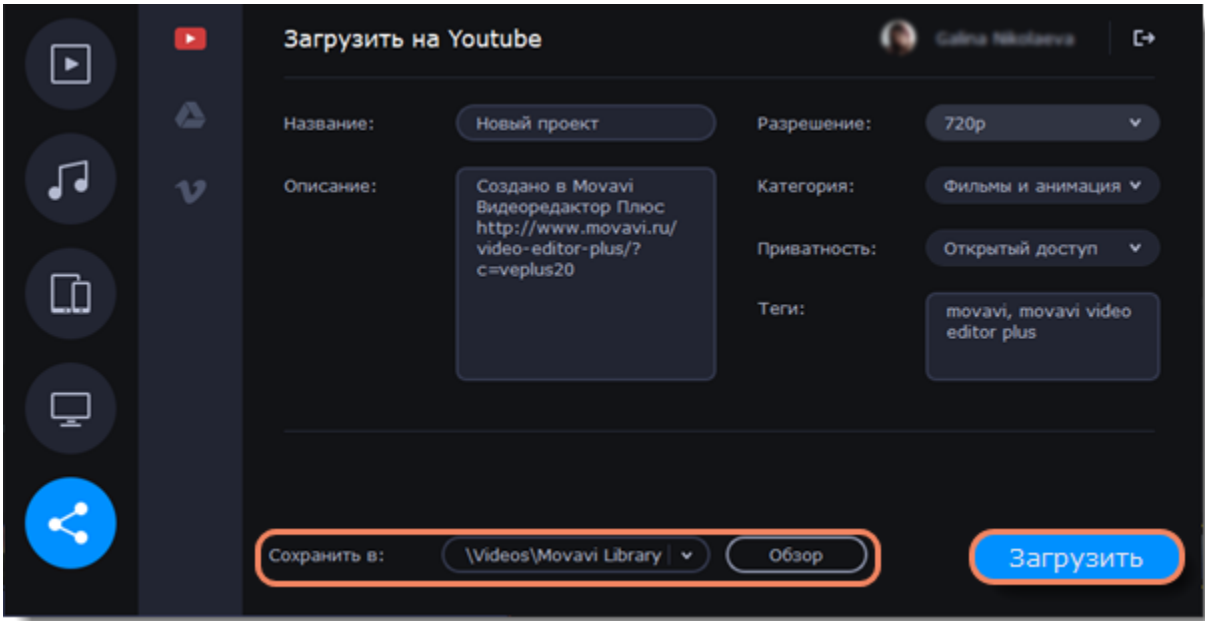 Загрузить на Youtube
Название:
Новый проект
Описание:
Создано в Movavi
Видеоредактор Плюс
http://www.movavi.ru/
video-editor-plus/?
c=veplus20
Разрешение:
720p
Категория:
Фильмы и анимация
Приватность:
Открытый доступ
Теги:
movavi, movavi video
editor plus
Сохранить в:
\Videos\Movavi Library
Обзор
Загрузить